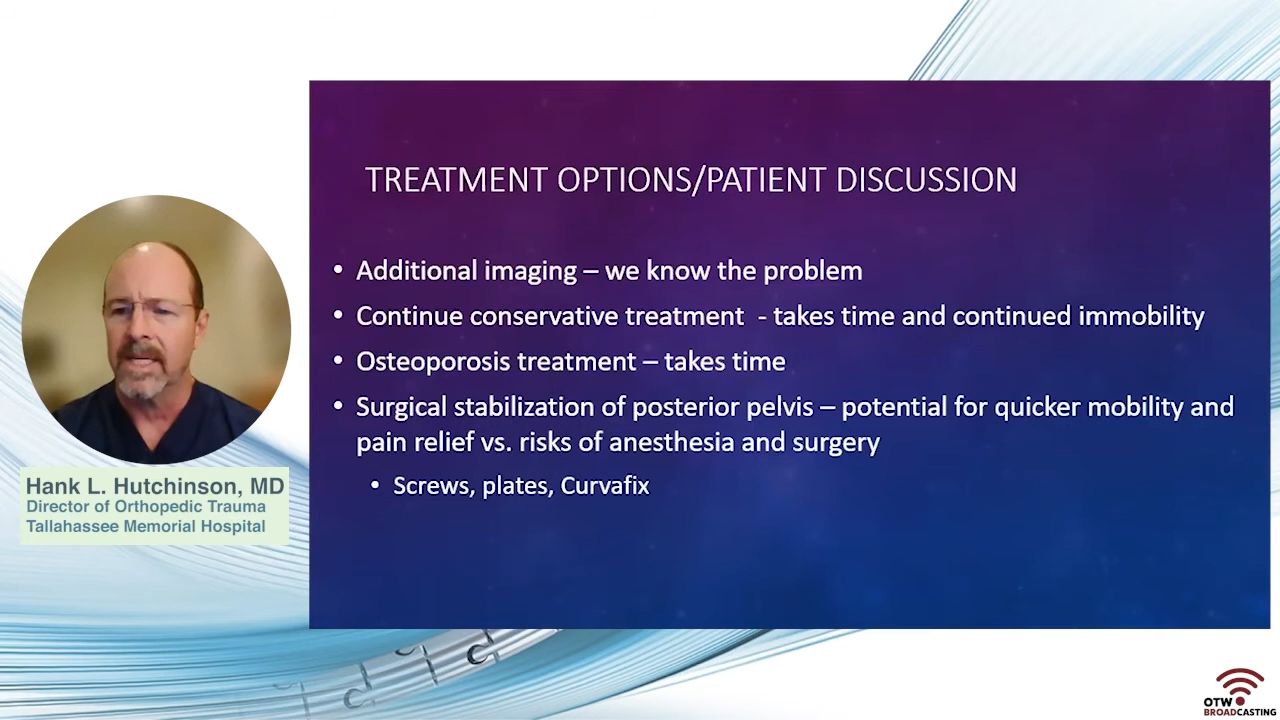 TREATMENT OPTIONS/PATIENT DISCUSSION
• Additional imaging – we know the problem
• Continue conservative treatment - takes time and continued immobility
• Osteoporosis treatment – takes time
• Surgical stabilization of posterior pelvis – potential for quicker mobility and
pain relief vs. risks of anesthesia and surgery
• Screws, plates, Curvafix
Hank L. Hutchinson, MD
Director of Orthopedic Trauma
Tallahassee Memorial Hospital
OTW
BROADCASTING